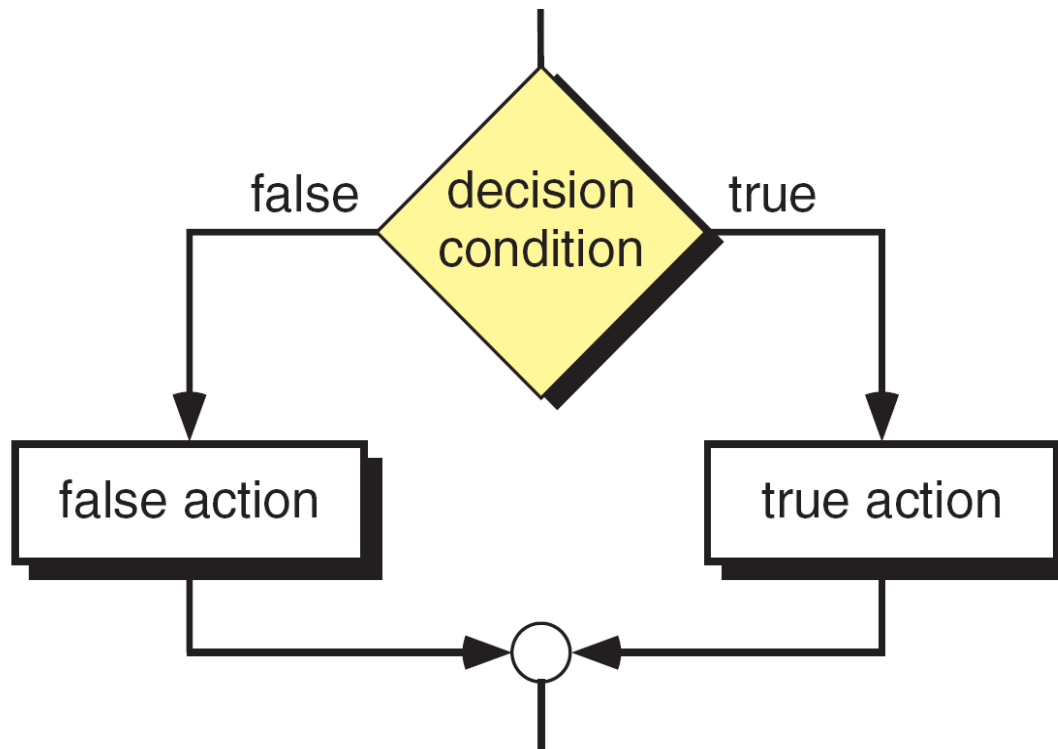 false
decision
condition
true
false action
true action